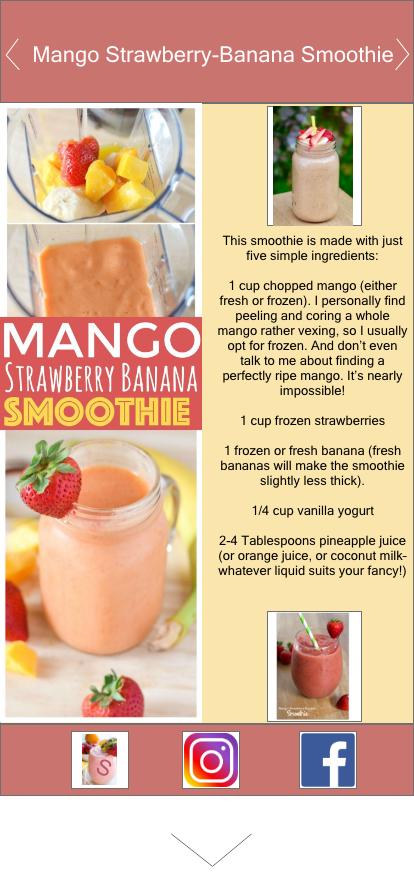 Mango Strawberry-Banana Smoothie
MANGO
STRAWBERRY BANANA
SMOOTHIE
This smoothie is made with just
five simple ingredients:
1 cup chopped mango (either
fresh or frozen). I personally find
peeling and coring a whole
mango rather vexing, so I usually
opt for frozen. And don’t even
talk to me about finding a
perfectly ripe mango. It’s nearly
impossible!
1 cup frozen strawberries
1 frozen or fresh banana (fresh
bananas will make the smoothie
slightly less thick).
1/4 cup vanilla yogurt
2-4 Tablespoons pineapple juice
(or orange juice, or coconut milk-
whatever liquid suits your fancy!)
Smoothie
S